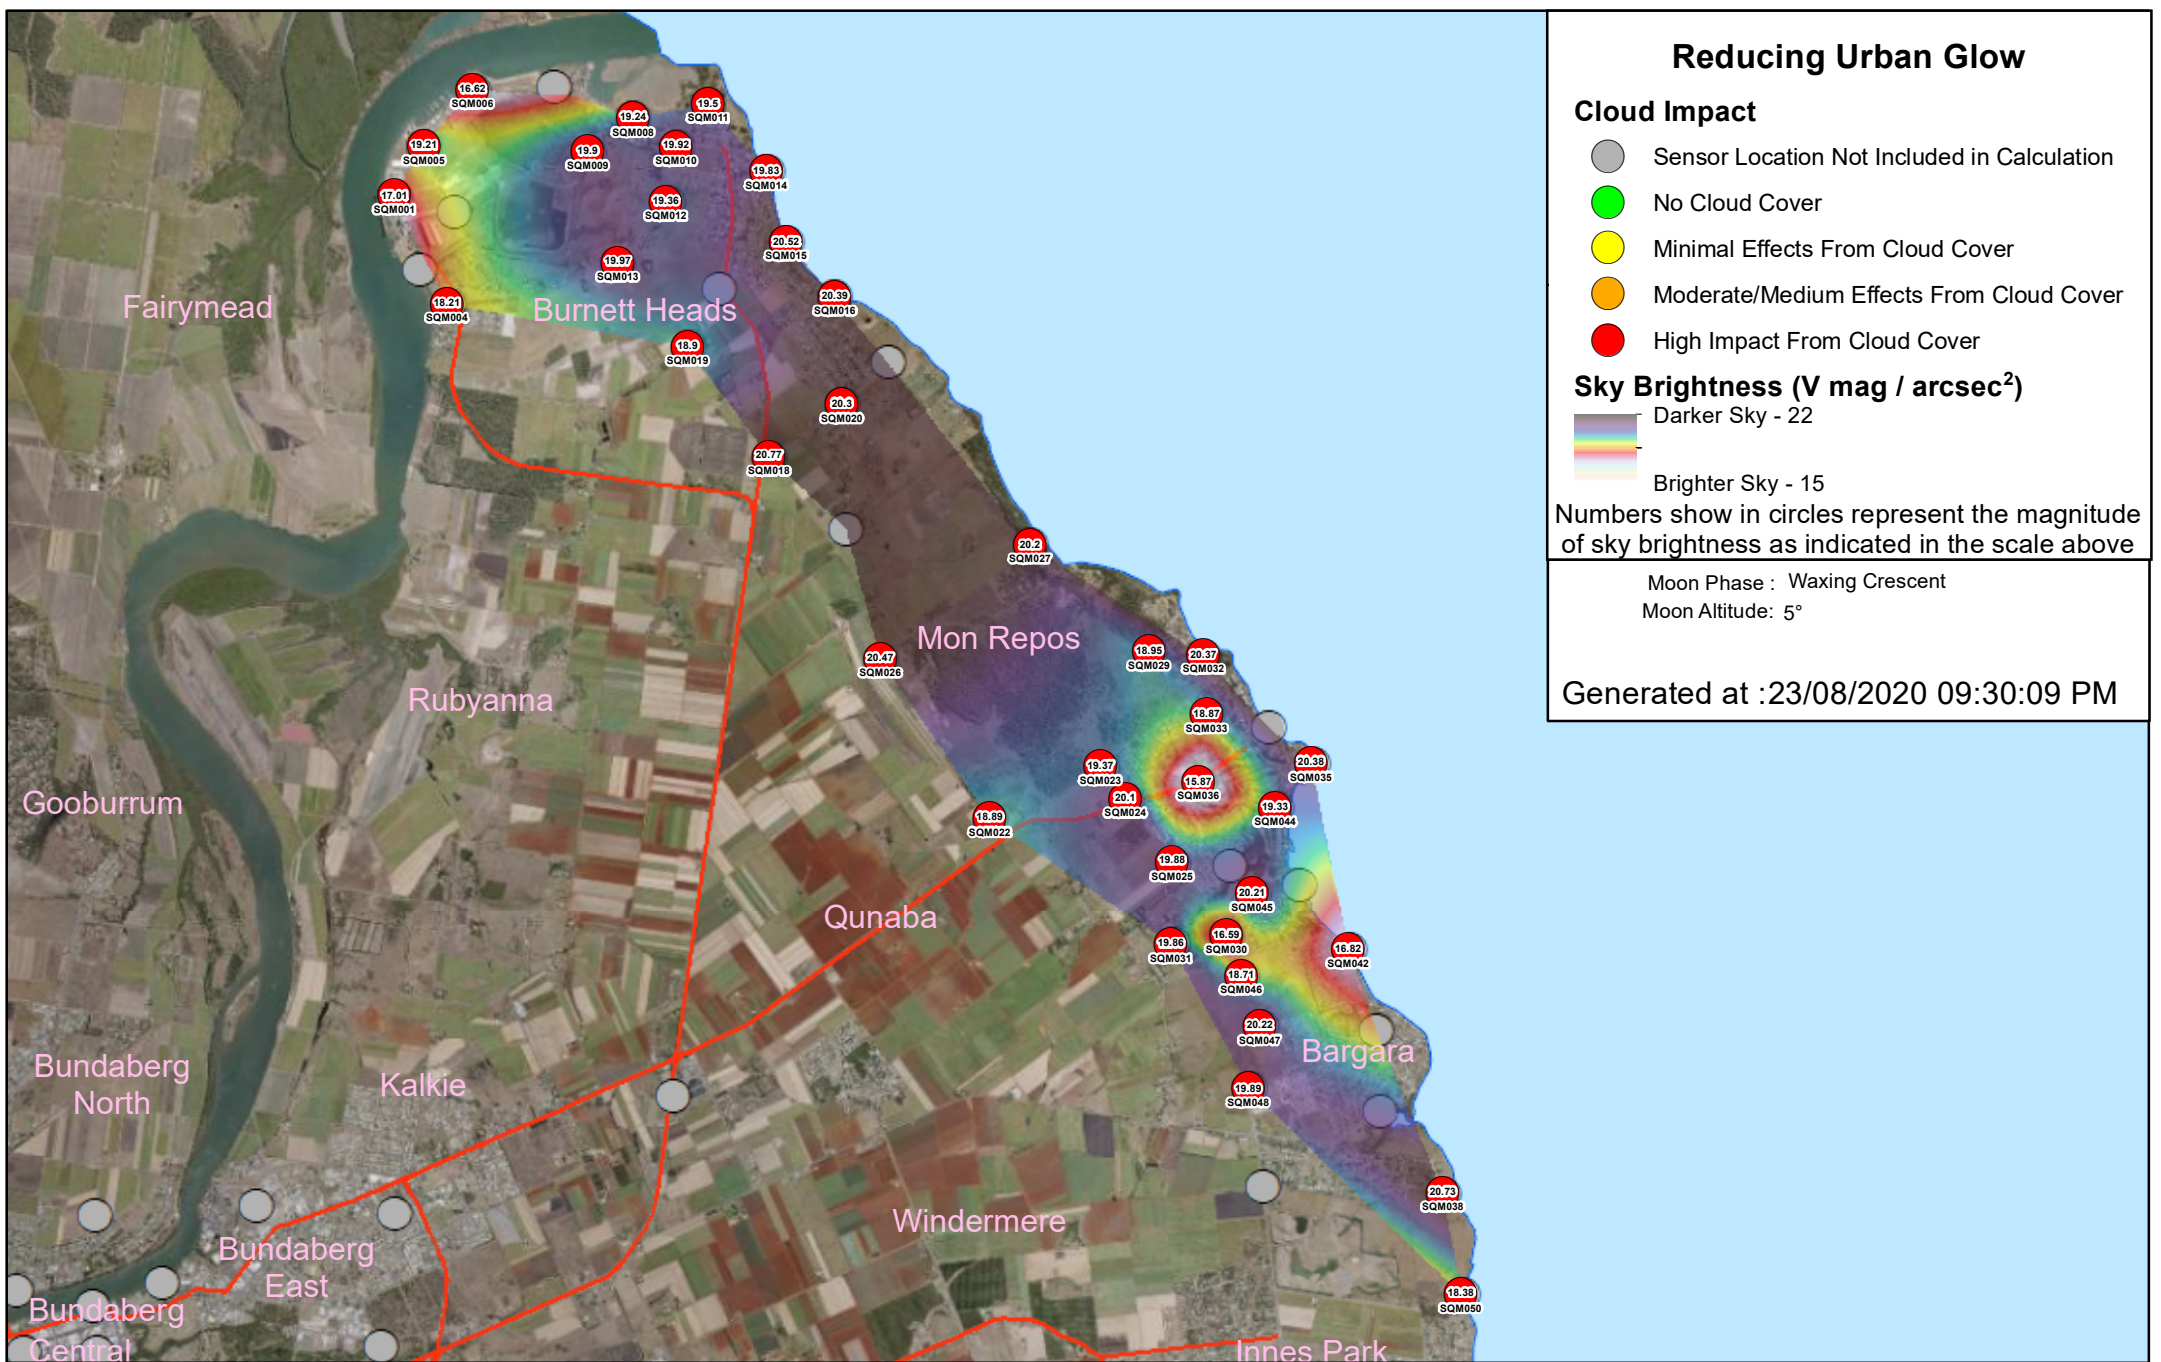 Reducing Urban Glow
Cloud Impact
Sensor Location Not Included in Calculation
No Cloud Cover
Minimal Effects From Cloud Cover
Moderate/Medium Effects From Cloud Cover
High Impact From Cloud Cover
Sky Brightness (V mag / arcsec²)
Darker Sky - 22
Brighter Sky - 15
Numbers show in circles represent the magnitude
of sky brightness as indicated in the scale above
Moon Phase : Waxing Crescent
Moon Altitude: 5°
Generated at :23/08/2020 09:30:09 PM
16.62
SQM006
19.5
SQM011
19.24
SQM008
19.21
SQM005
19.9
SQM009
19.92
SQM010
19.83
SQM014
17.01
SQM001
19.36
SQM012
20.52
SQM015
19.97
SQM013
18.21
SQM004
20.39
SQM016
Fairymead
Burnett Heads
18.9
SQM019
20.3
SQM020
20.77
SQM018
20.2
SQM027
Mon Repos
20.47
SQM026
18.95
SQM029
20.37
SQM032
Rubyanna
18.87
SQM033
19.37
SQM023
15.87
SQM036
20.38
SQM035
20.1
SQM024
19.33
SQM044
Gooburrum
18.89
SQM022
19.88
SQM025
20.21
SQM045
Qunaba
19.86
SQM031
16.59
SQM030
16.82
SQM042
18.71
SQM046
20.22
SQM047
Bargara
Bundaberg
North
Kalkie
19.89
SQM048
20.73
SQM038
Windermere
Bundaberg
East
18.38
SQM050
Bundaberg
Central
Innes Park